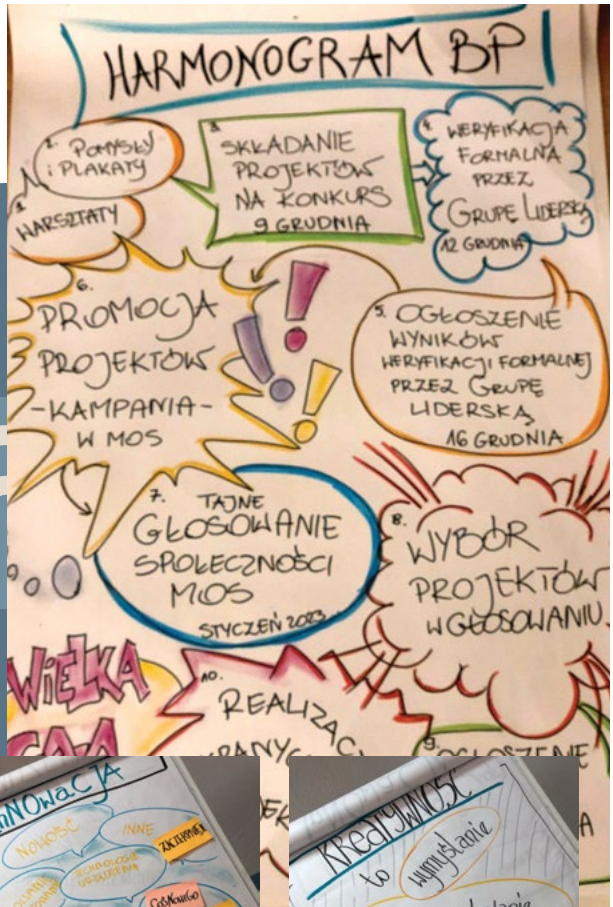 HARMONOGRAM BP
1.
WARSZTATY
2. POMYSŁY
i PLAKATY
3.
SKŁADANIE
PROJEKTÓW
NA KONKURS
9 GRUDNIA
4. WERYFIKACJA
FORMALNA
PRZEZ
GRUPĘ LIDERSKĄ
12 GRUDNIA
5. OGŁOSZENIE
WYNIKÓW
WERYFIKACJI FORMALNEJ
PRZEZ GRUPĘ
LIDERSKĄ
16 GRUDNIA
6.
PROMOCJA
PROJEKTÓW
-KAMPANIA-
W MOS
7. TAJNE
GŁOSOWANIE
SPOŁECZNOŚCI
MOS
STYCZEŃ 2023
8.
WYBÓR
PROJEKTÓW
W GŁOSOWANIU
WIELKA
10.
REALIZAC
9.
OGŁOSZENIE
INNOWACJA
NOWOŚĆ
INNE
KREATYWNOŚĆ
to wymyślanie